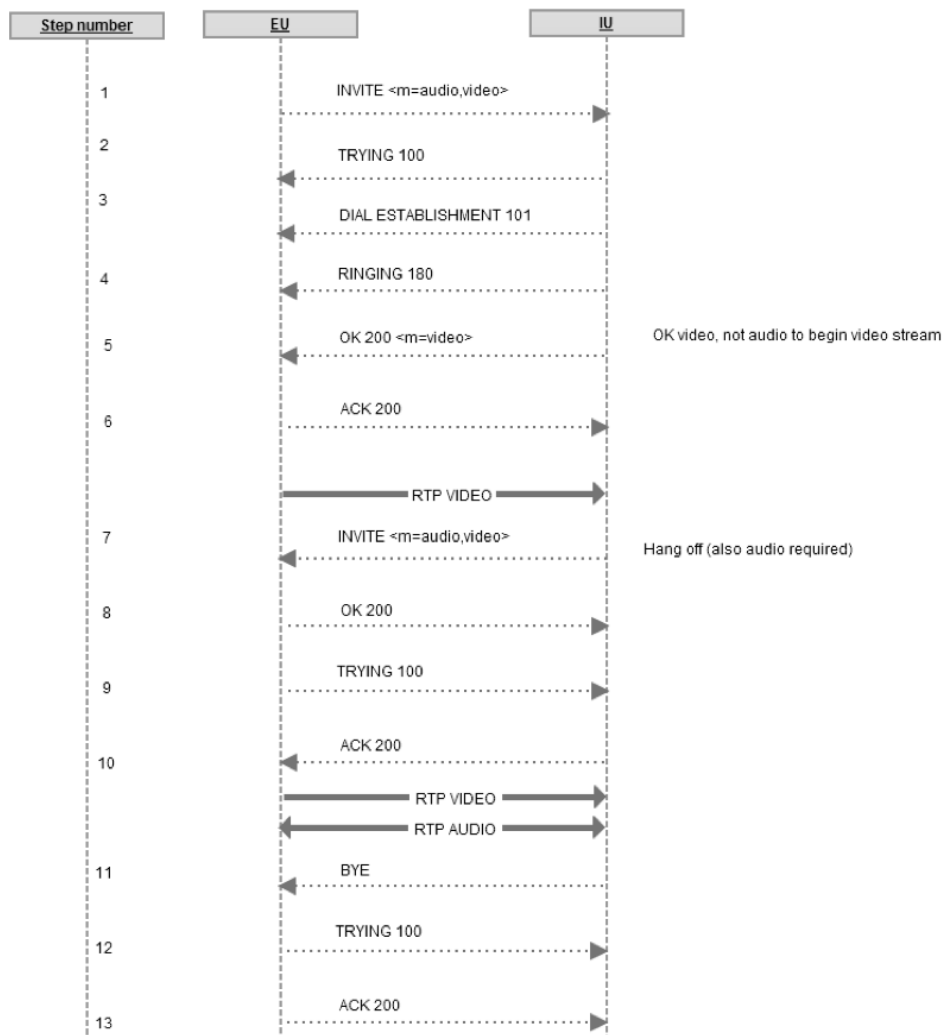 Step number EU IU
1 INVITE <m=audio,video>
2 TRYING 100
3 DIAL ESTABLISHMENT 101
4 RINGING 180
5 OK 200 <m=video> OK video, not audio to begin video stream
6 ACK 200
RTP VIDEO
7 INVITE <m=audio,video> Hang off (also audio required)
8 OK 200
9 TRYING 100
10 ACK 200
RTP VIDEO
RTP AUDIO
11 BYE
12 TRYING 100
13 ACK 200